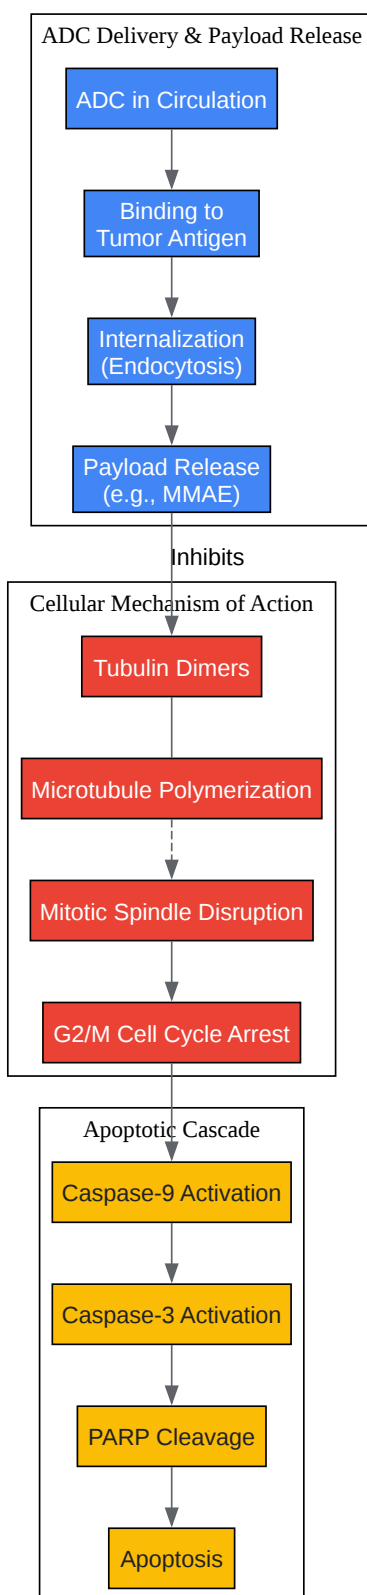 ADC Delivery & Payload Release
ADC in Circulation
Binding to
Tumor Antigen
Internalization
(Endocytosis)
Payload Release
(e.g., MMAE)
Inhibits
Cellular Mechanism of Action
Tubulin Dimers
Microtubule Polymerization
Mitotic Spindle Disruption
G2/M Cell Cycle Arrest
Apoptotic Cascade
Caspase-9 Activation
Caspase-3 Activation
PARP Cleavage
Apoptosis